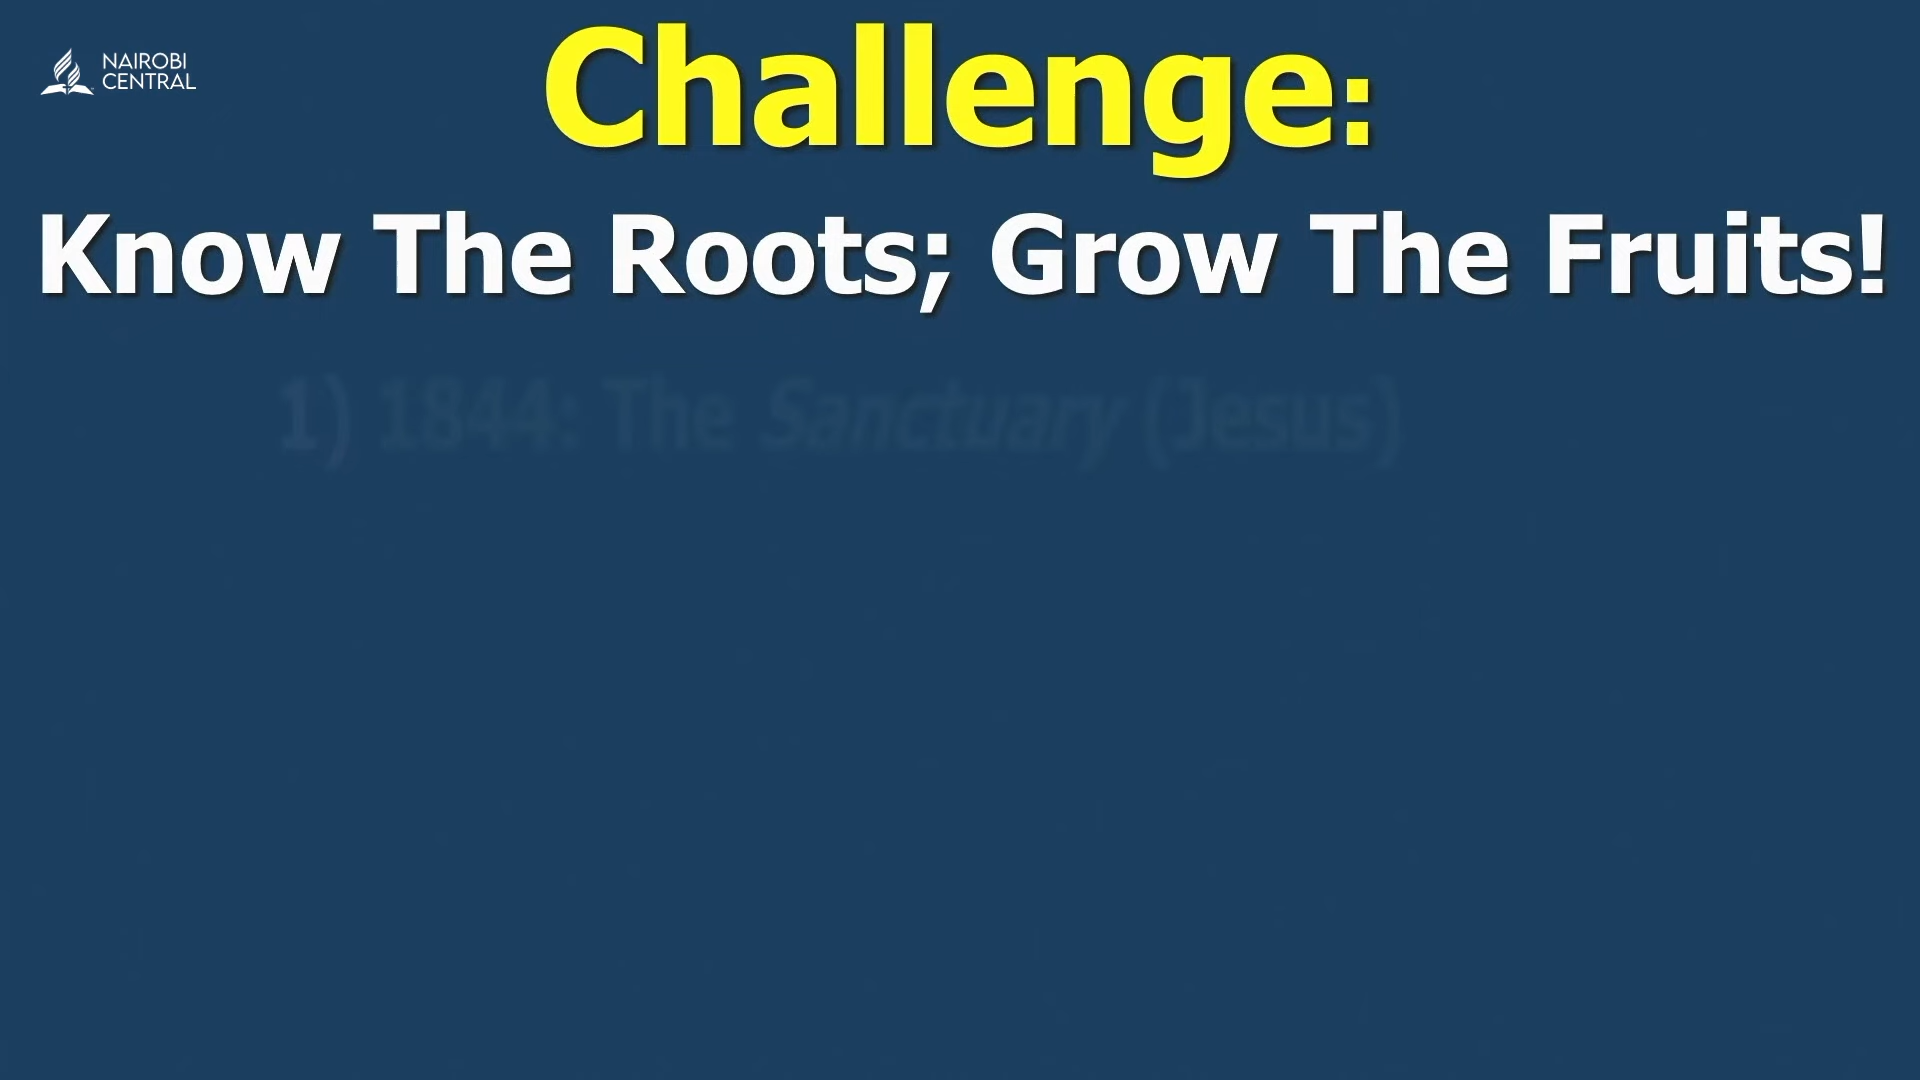 NAIROBI
CENTRAL
Challenge:
Know The Roots; Grow The Fruits!
1) 1844: The Sanctuary (Jesus)